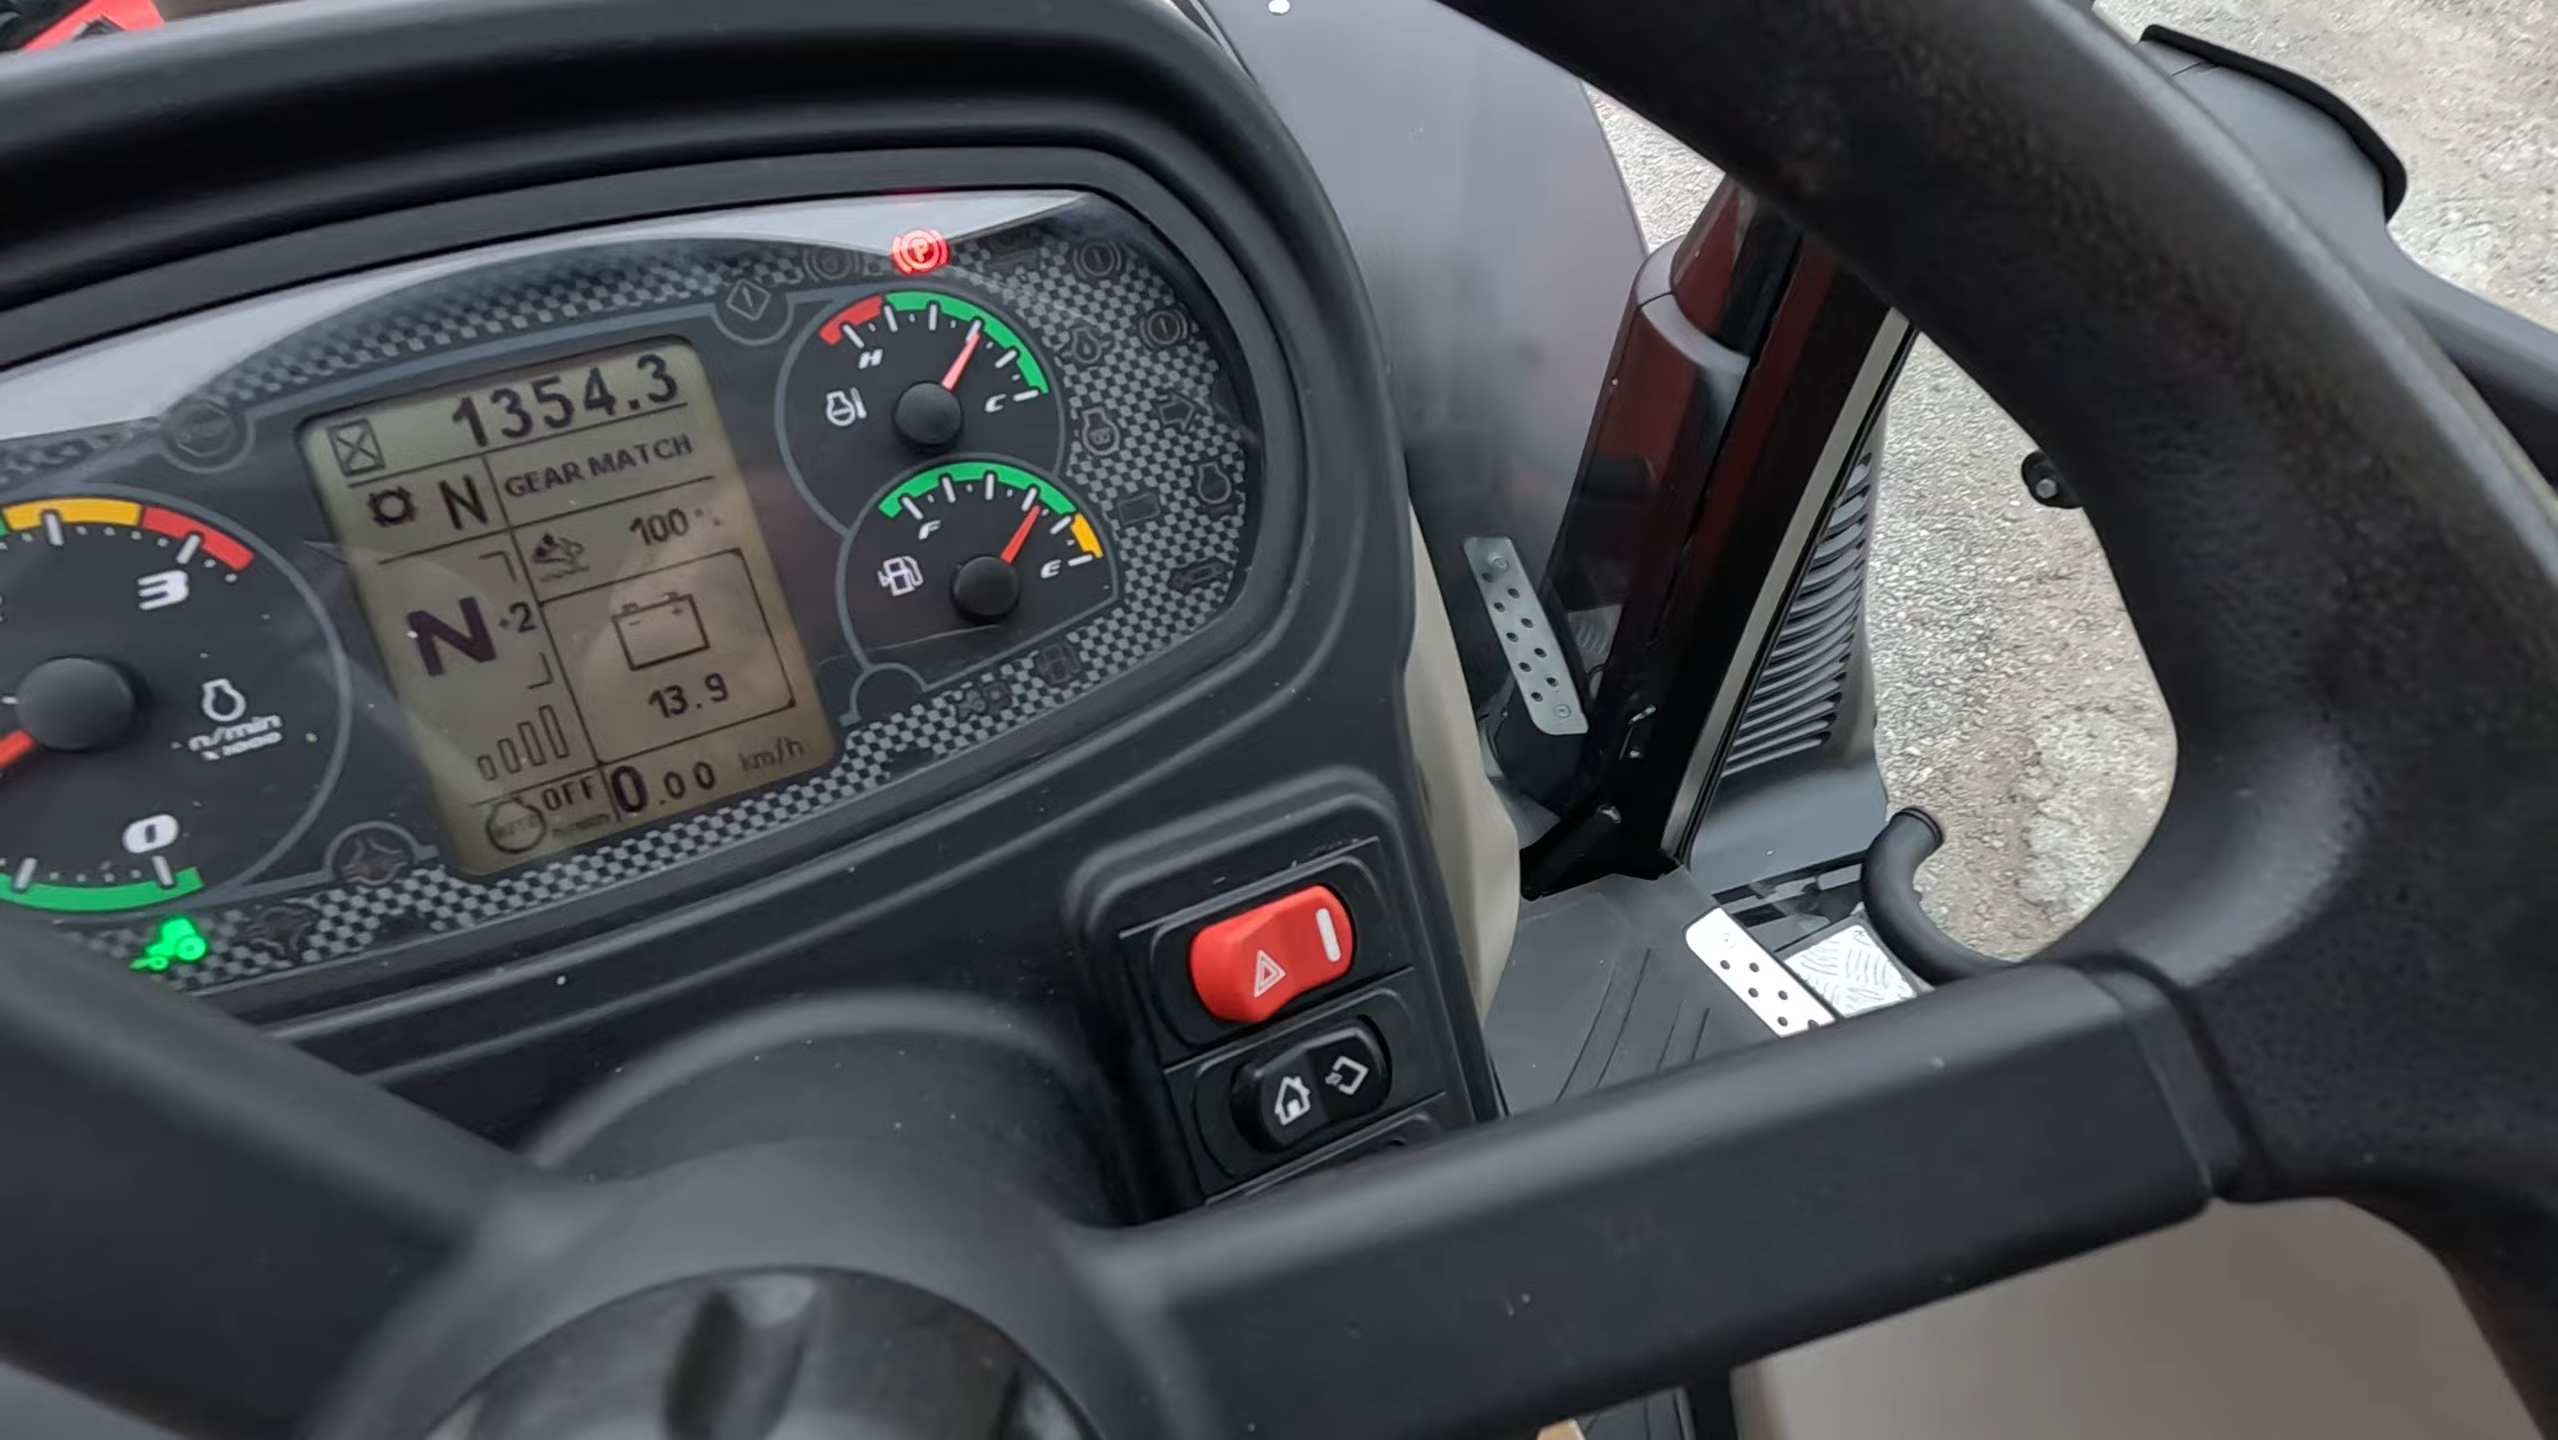 1354.3
N GEAR MATCH
100%
N +2
13.9
OFF
0.00 km/h
H
C
F
E
3
n/min
x1000
0
P